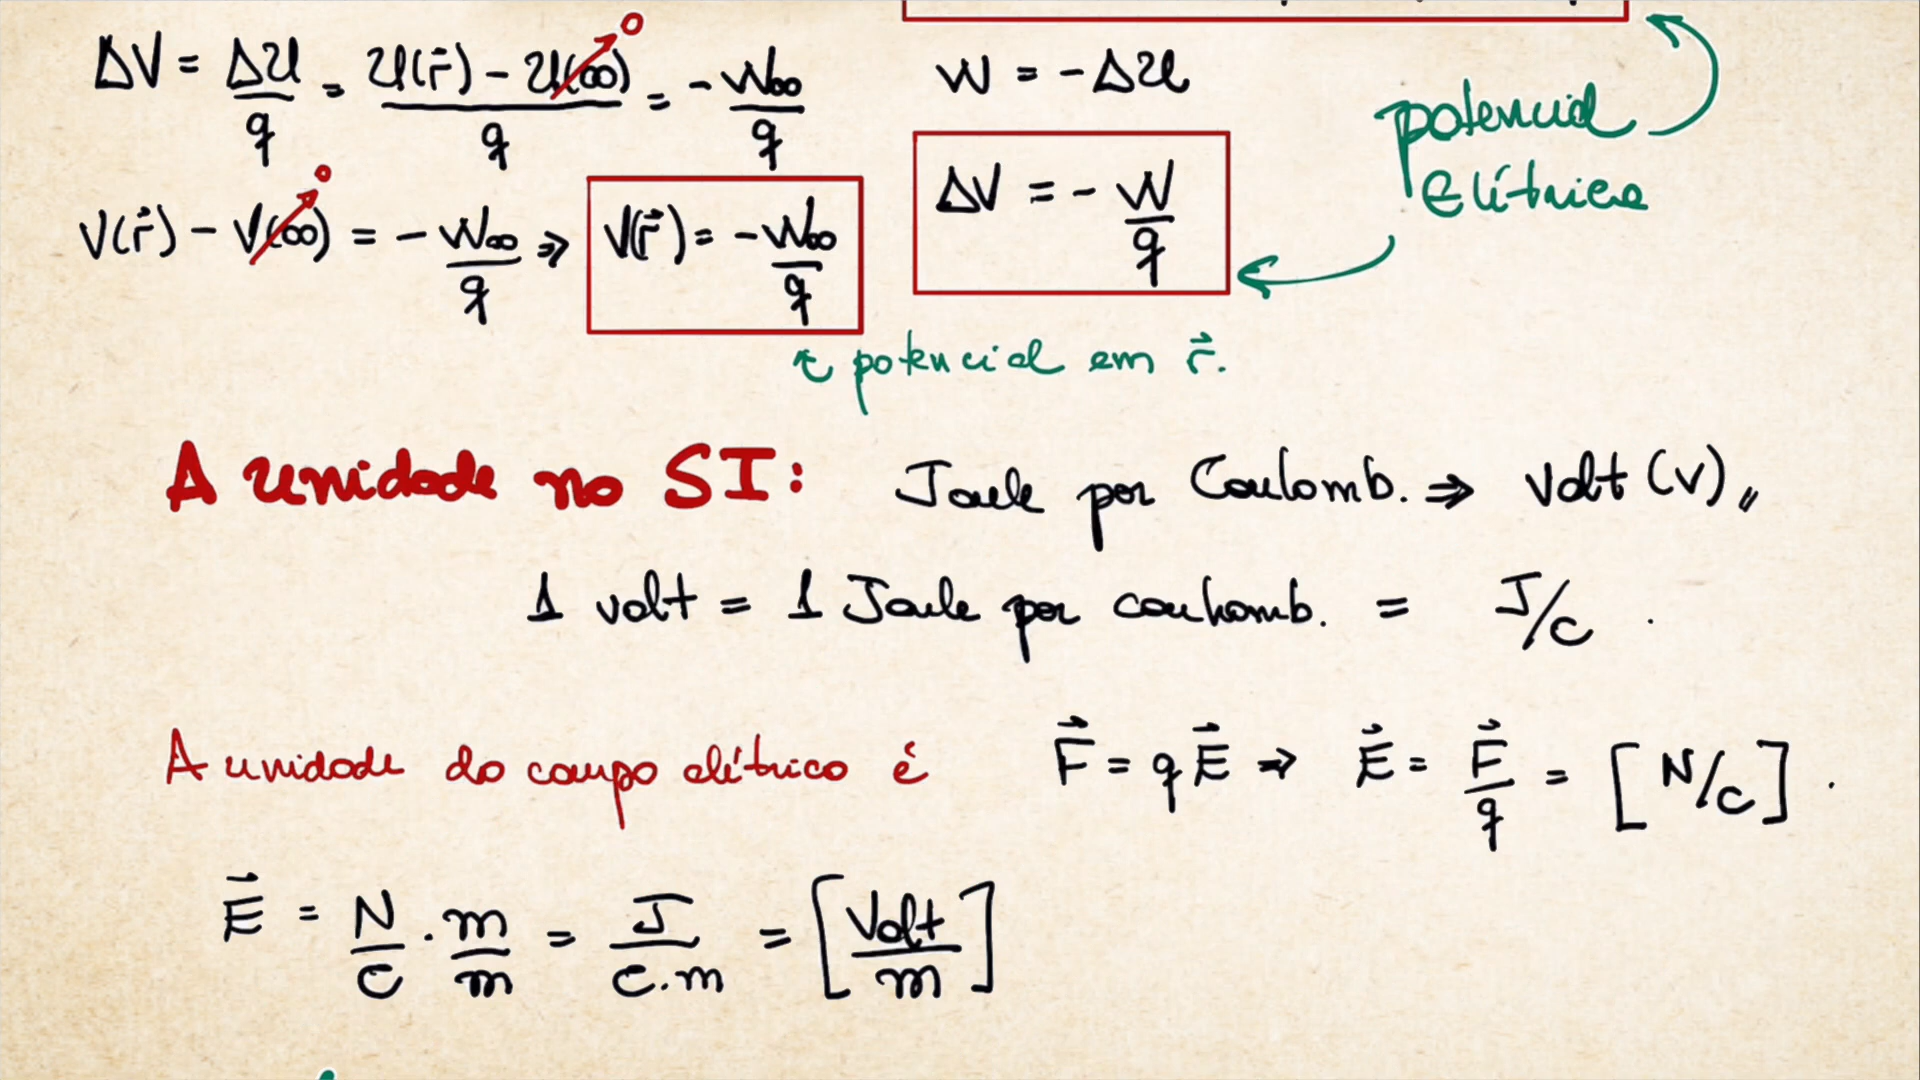 ΔV = ΔU/q = (U(r⃗) - U(∞)⁰)/q = - W∞/q
W = - ΔU
potencial elétrico
V(r⃗) - V(∞)⁰ = - W∞/q ⇒ V(r⃗) = - W∞/q
ΔV = - W/q
potencial em r⃗.
A unidade no SI: Joule por Coulomb. ⇒ Volt (V)〃
1 volt = 1 Joule por coulomb. = J/C.
A unidade do campo elétrico é F⃗ = qE⃗ ⇒ E⃗ = F⃗/q = [N/C].
E⃗ = N/C · m/m = J/C.m = [Volt/m]